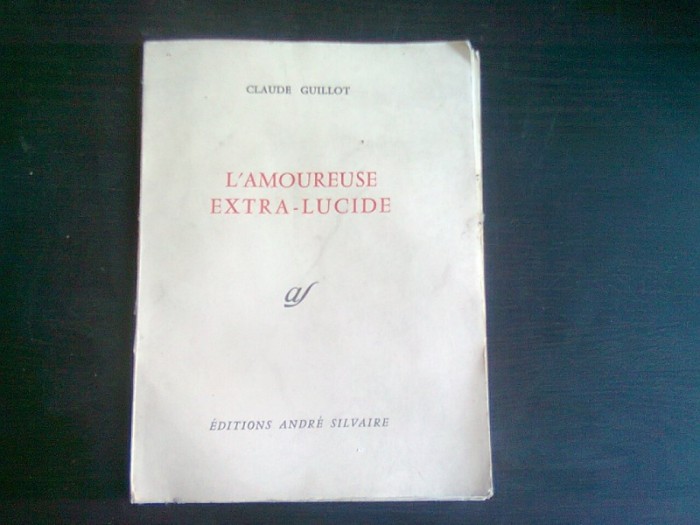 CLAUDE GUILLOT
L'AMOUREUSE
EXTRA-LUCIDE
as
ÉDITIONS ANDRÉ SILVAIRE